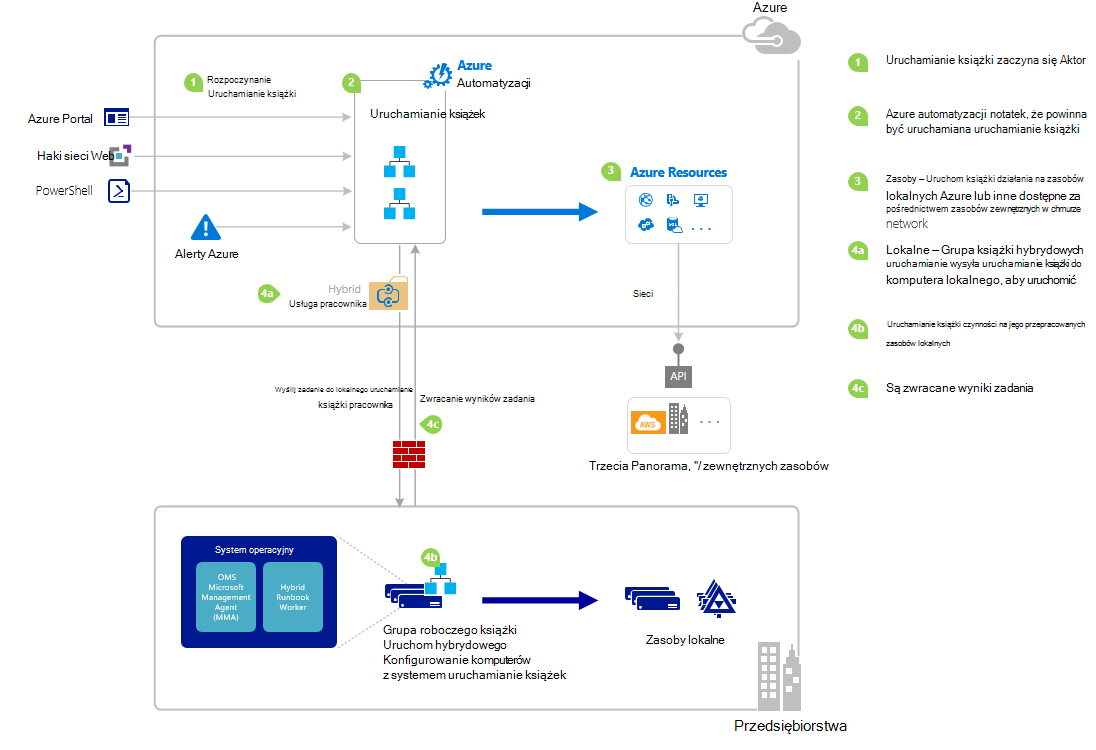 Azure
1
Rozpoczynanie
Uruchamianie książki
2
Azure
Automatyzacji
Uruchamianie książek
Azure Portal
Haki sieci Web
PowerShell
Alerty Azure
3
Azure Resources
. . .
4a
Hybrid
Usługa pracownika
Sieci
API
AWS
. . .
Trzecia Panorama, "/ zewnętrznych zasobów
Wyślij zadanie do lokalnego uruchamianie
książki pracownika
Zwracanie wyników zadania
4c
System operacyjny
OMS
Microsoft
Management
Agent
(MMA)
Hybrid
Runbook
Worker
4b
Grupa roboczego książki
Uruchom hybrydowego
Konfigurowanie komputerów
z systemem uruchamianie książek
Zasoby lokalne
Przedsiębiorstwa
1
Uruchamianie książki zaczyna się Aktor
2
Azure automatyzacji notatek, że powinna
być uruchamiana uruchamianie książki
3
Zasoby – Uruchom książki działania na zasobów
lokalnych Azure lub inne dostępne za
pośrednictwem zasobów zewnętrznych w chmurze
network
4a
Lokalne – Grupa książki hybrydowych
uruchamianie wysyła uruchamianie książki do
komputera lokalnego, aby uruchomić
4b
Uruchamianie książki czynności na jego przepracowanych
zasobów lokalnych
4c
Są zwracane wyniki zadania